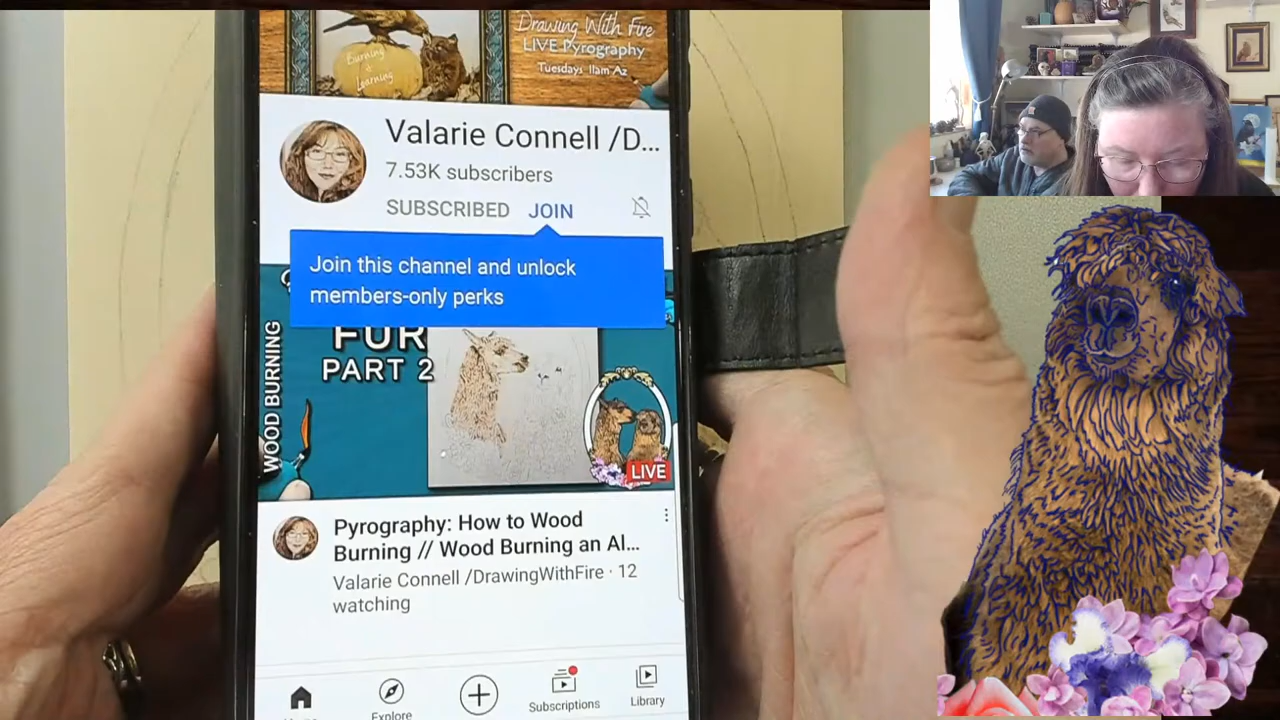 Burning
&
Learning
Drawing With Fire
LIVE Pyrography
Tuesdays 11am Az
Valarie Connell /D...
7.53K subscribers
SUBSCRIBED JOIN
Join this channel and unlock
members-only perks
WOOD BURNING
FUR
PART 2
LIVE
Pyrography: How to Wood
Burning // Wood Burning an Al...
Valarie Connell /DrawingWithFire · 12
watching
Explore
Subscriptions
Library